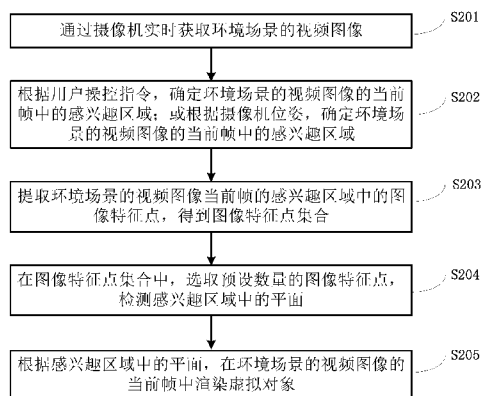 通过摄像机实时获取环境场景的视频图像
S201
根据用户操控指令，确定环境场景的视频图像的当前
帧中的感兴趣区域；或根据摄像机位姿，确定环境场
景的视频图像的当前帧中的感兴趣区域
S202
提取环境场景的视频图像当前帧的感兴趣区域中的图
像特征点，得到图像特征点集合
S203
在图像特征点集合中，选取预设数量的图像特征点，
检测感兴趣区域中的平面
S204
根据感兴趣区域中的平面，在环境场景的视频图像的
当前帧中渲染虚拟对象
S205